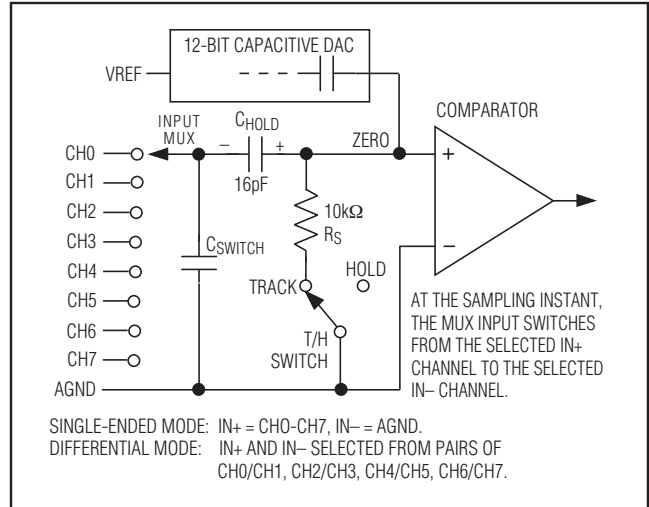 12-BIT CAPACITIVE DAC
VREF
COMPARATOR
INPUT
MUX
CHOLD
− +
16pF
ZERO
+
−
CH0
CH1
CH2
CH3
CH4
CH5
CH6
CH7
AGND
CSWITCH
10kΩ
RS
TRACK
HOLD
T/H
SWITCH
AT THE SAMPLING INSTANT,
THE MUX INPUT SWITCHES
FROM THE SELECTED IN+
CHANNEL TO THE SELECTED
IN− CHANNEL.
SINGLE-ENDED MODE: IN+ = CHO-CH7, IN− = AGND.
DIFFERENTIAL MODE: IN+ AND IN− SELECTED FROM PAIRS OF
CH0/CH1, CH2/CH3, CH4/CH5, CH6/CH7.